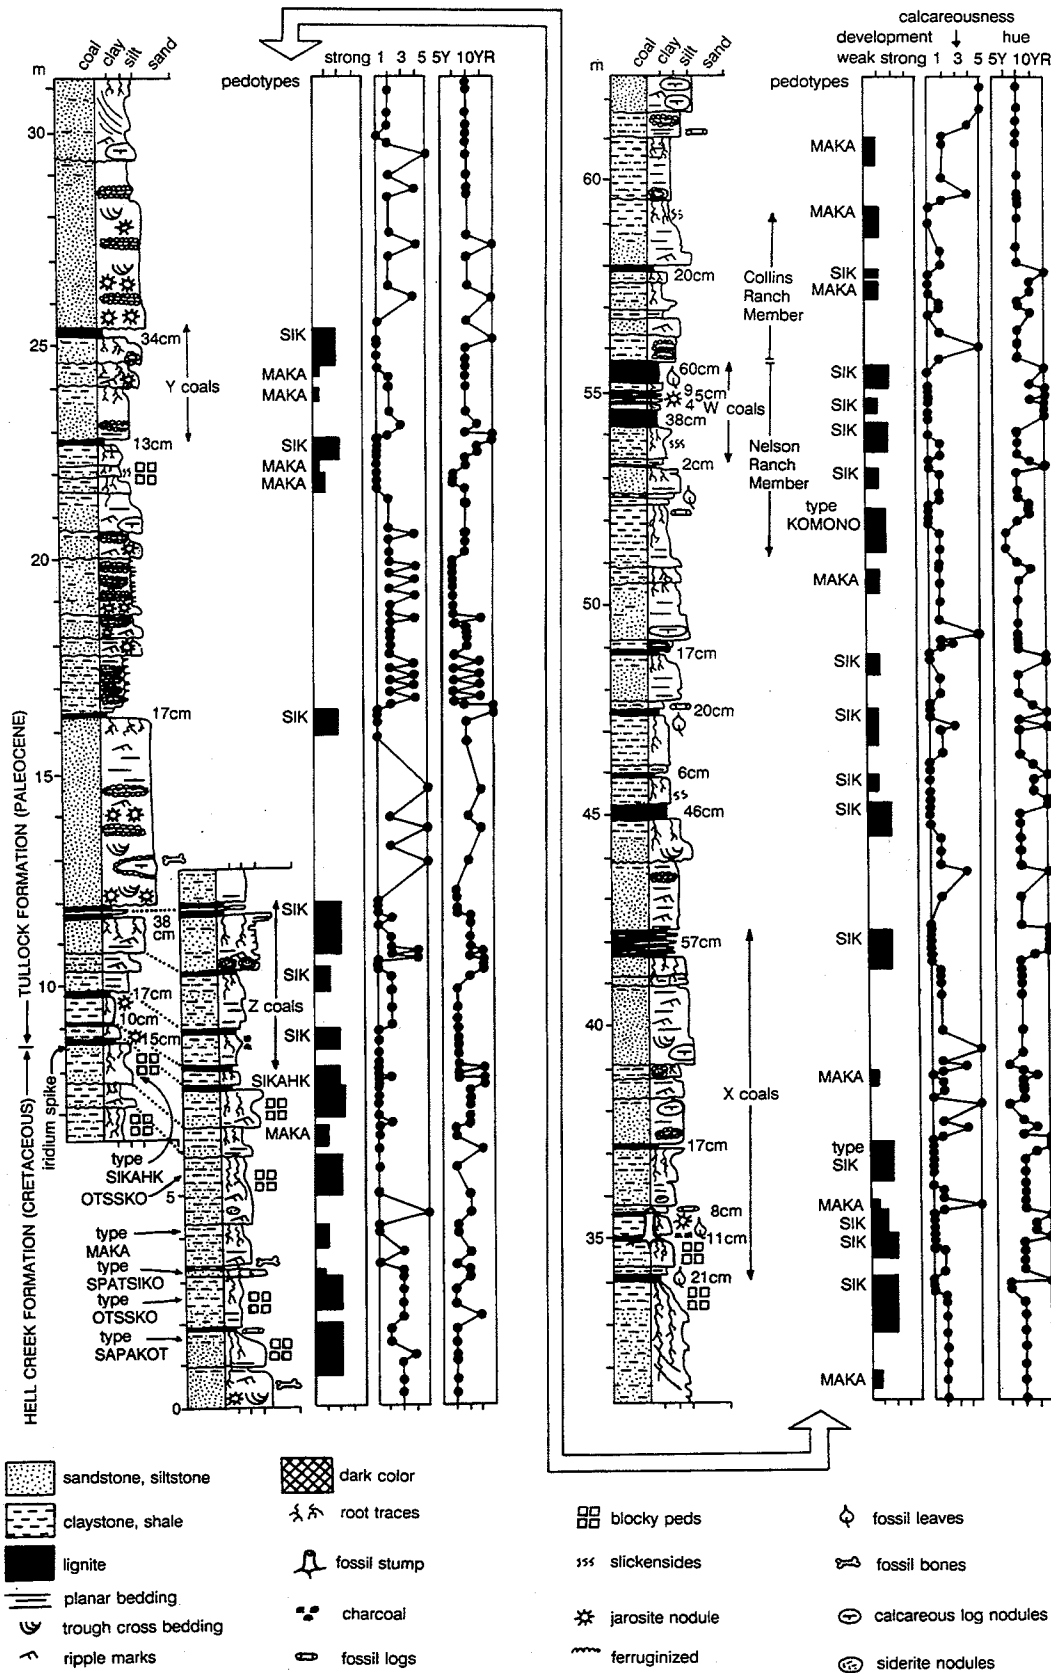 calcareousness
development hue
weak strong 1 3 5 5Y 10YR
coal clay silt sand
m
strong 1 3 5 5Y 10YR
pedotypes
30
25
20
15
10
5
0
34cm
Y coals
13cm
17cm
38
cm
17cm
10cm
15cm
Z coals
SIK
MAKA
MAKA
SIK
MAKA
MAKA
SIK
SIK
SIK
SIK
SIKAHK
MAKA
type
SIKAHK
OTSSKO
type
MAKA
type
SPATSIKO
type
OTSSKO
type
SAPAKOT
HELL CREEK FORMATION (CRETACEOUS)
TULLOCK FORMATION (PALEOCENE)
iridium spike
coal clay silt sand
m
pedotypes
60
55
50
45
40
35
20cm
60cm
9
5cm
4
38cm
2cm
W coals
17cm
20cm
6cm
46cm
57cm
17cm
8cm
11cm
21cm
X coals
Collins
Ranch
Member
Nelson
Ranch
Member
MAKA
MAKA
SIK
MAKA
SIK
SIK
SIK
SIK
type
KOMONO
MAKA
SIK
SIK
SIK
SIK
SIK
MAKA
type
SIK
MAKA
SIK
SIK
SIK
MAKA
sandstone, siltstone
claystone, shale
lignite
planar bedding
trough cross bedding
ripple marks
dark color
root traces
fossil stump
charcoal
fossil logs
blocky peds
slickensides
jarosite nodule
ferruginized
fossil leaves
fossil bones
calcareous log nodules
siderite nodules